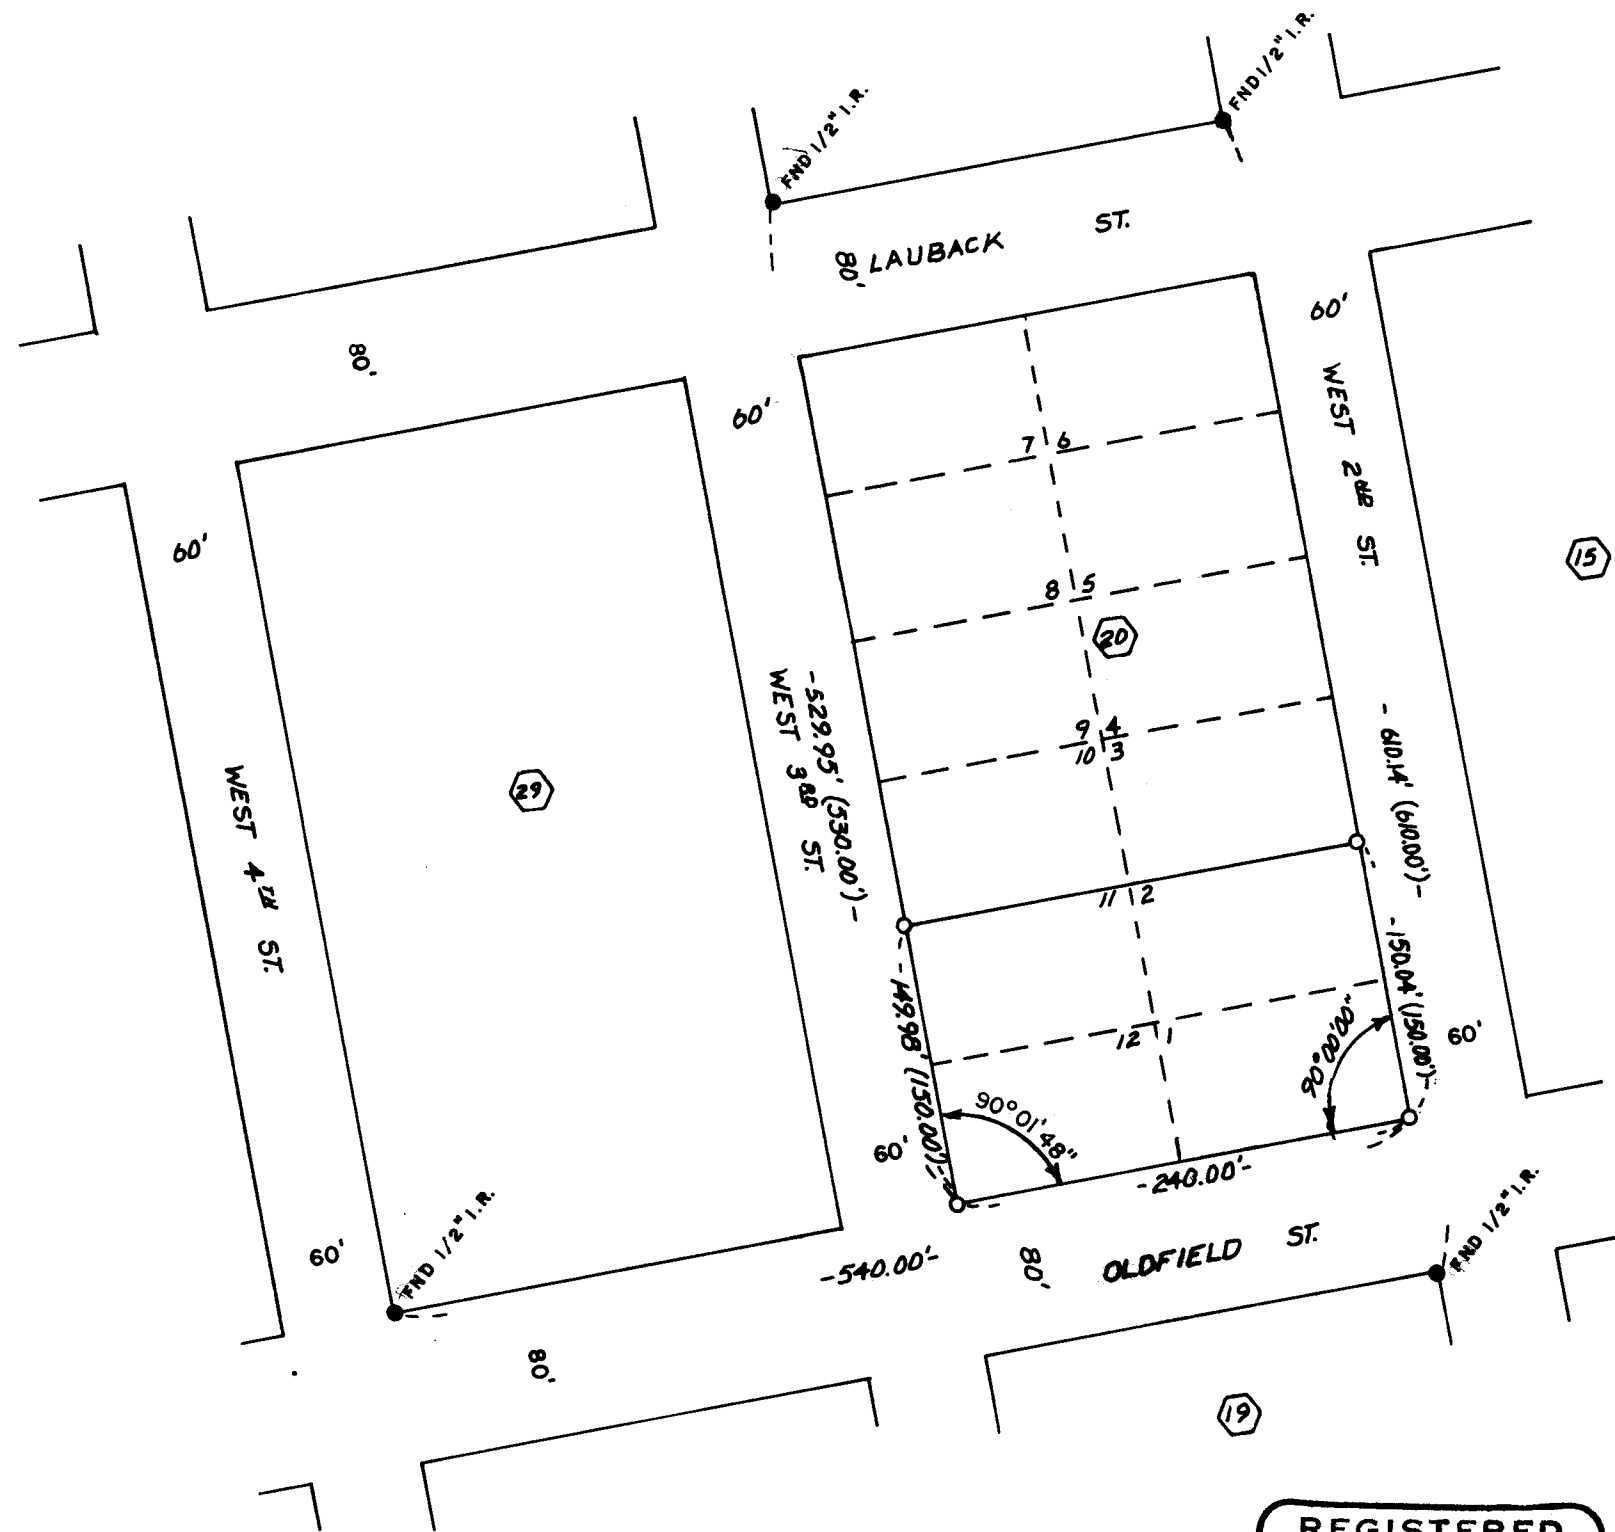 FND 1/2" I.R.
FND 1/2" I.R.
LAUBACK ST.
80'
80'
60'
60'
60'
WEST 2ND ST.
7 6
8 5
20
15
9 4
10 3
29
WEST 3RD ST.
-529.95' (530.00')-
-610.14' (610.00')-
WEST 4TH ST.
11 2
-149.98' (150.00')-
-150.04' (150.00')-
12 1
90°00'00"
60'
90°01'48"
60'
-240.00'-
FND 1/2" I.R.
FND 1/2" I.R.
60'
-540.00'-
80'
OLDFIELD ST.
80'
19
REGISTERED